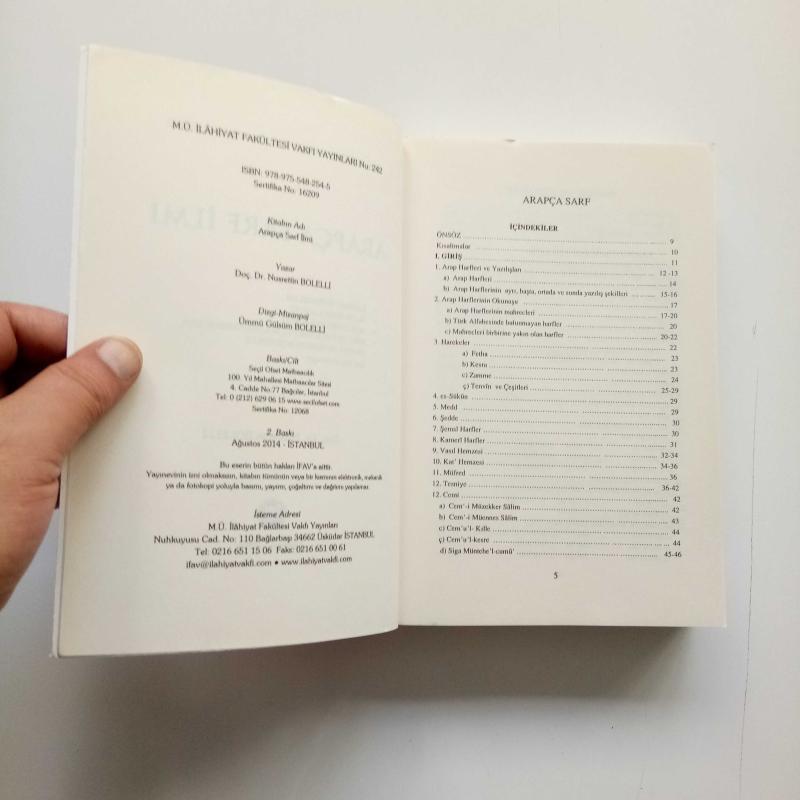 M.Ü. İLÂHİYAT FAKÜLTESİ VAKFI YAYINLARI Nu: 242
ISBN: 978-975-548-254-5
Sertifika No: 16209
Kitabın Adı
Arapça Sarf İlmi
Yazar
Doç. Dr. Nusrettin BOLELLİ
Dizgi-Mizanpaj
Ümmü Gülsüm BOLELLİ
Baskı/Cilt
Seçil Ofset Matbaacılık
100. Yıl Mahallesi Matbaacılar Sitesi
4. Cadde No:77 Bağcılar, İstanbul
Tel: 0 (212) 629 06 15 www.secilofset.com
Sertifika No: 12068
2. Baskı
Ağustos 2014 - İSTANBUL
Bu eserin bütün hakları İFAV'a aittir.
Yayınevinin izni olmaksızın, kitabın tümünün veya bir kısmının elektronik, mekanik
ya da fotokopi yoluyla basımı, yayımı, çoğaltımı ve dağıtımı yapılamaz.
İsteme Adresi
M.Ü. İlâhiyat Fakültesi Vakfı Yayınları
Nuhkuyusu Cad. No: 110 Bağlarbaşı 34662 Üsküdar İSTANBUL
Tel: 0216 651 15 06 Faks: 0216 651 00 61
ifav@ilahiyatvakfi • www.ilahiyatvakfi.com
ARAPÇA SARF
İÇİNDEKİLER
ÖNSÖZ 9
Kısaltmalar 10
I. GİRİŞ 11
1. Arap Harfleri ve Yazılışları 12-13
a) Arap Harfleri 14
b) Arap Harflerinin ayrı, başta, ortada ve sonda yazılış şekilleri 15-16
2. Arap Harflerinin Okunuşu 17
a) Arap Harflerinin mahrecleri 17-20
b) Türk Alfabesinde bulunmayan harfler 20
c) Mahrecleri birbirine yakın olan harfler 20-22
3. Harekeler 22
a) Fetha 23
b) Kesra 23
c) Zamme 24
ç) Tenvîn ve Çeşitleri 25-29
4. es-Sükûn 29
5. Medd 29
6. Şedde 30
7. Şemsî Harfler 30
8. Kamerî Harfler 31
9. Vasıl Hemzesi 32-34
10. Kat' Hemzesi 34-36
11. Müfred 36
12. Tesniye 36-42
12. Cemi 42
a) Cem'-i Müzekker Sâlim 42
b) Cem'-i Müennes Sâlim 43
c) Cem'u'l- Kılle 44
ç) Cem'u'l-kesre 44
d) Sîga Münteha'l-cumû' 45-46
5